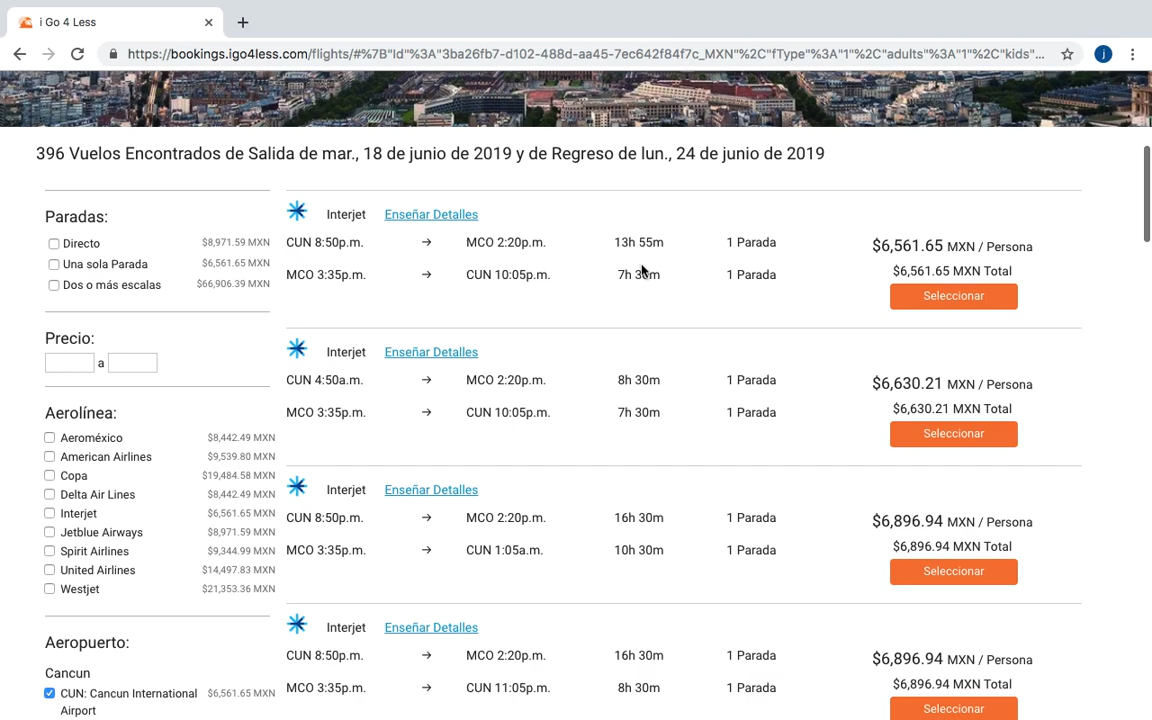 i Go 4 Less
https://bookings.igo4less.com/flights/#%7B"Id"%3A"3ba26fb7-d102-488d-aa45-7ec642f84f7c_MXN"%2C"fType"%3A"1"%2C"adults"%3A"1"%2C"kids"...
j
396 Vuelos Encontrados de Salida de mar., 18 de junio de 2019 y de Regreso de lun., 24 de junio de 2019
Paradas:
Directo $8,971.59 MXN
Una sola Parada $6,561.65 MXN
Dos o más escalas $66,906.39 MXN
Precio:
a
Aerolínea:
Aeroméxico $8,442.49 MXN
American Airlines $9,539.80 MXN
Copa $19,484.58 MXN
Delta Air Lines $8,442.49 MXN
Interjet $6,561.65 MXN
Jetblue Airways $8,971.59 MXN
Spirit Airlines $9,344.99 MXN
United Airlines $14,497.83 MXN
Westjet $21,353.36 MXN
Aeropuerto:
Cancun
CUN: Cancun International $6,561.65 MXN
Airport
Interjet Enseñar Detalles
CUN 8:50p.m. → MCO 2:20p.m. 13h 55m 1 Parada
MCO 3:35p.m. → CUN 10:05p.m. 7h 30m 1 Parada
$6,561.65 MXN / Persona
$6,561.65 MXN Total
Seleccionar
Interjet Enseñar Detalles
CUN 4:50a.m. → MCO 2:20p.m. 8h 30m 1 Parada
MCO 3:35p.m. → CUN 10:05p.m. 7h 30m 1 Parada
$6,630.21 MXN / Persona
$6,630.21 MXN Total
Seleccionar
Interjet Enseñar Detalles
CUN 8:50p.m. → MCO 2:20p.m. 16h 30m 1 Parada
MCO 3:35p.m. → CUN 1:05a.m. 10h 30m 1 Parada
$6,896.94 MXN / Persona
$6,896.94 MXN Total
Seleccionar
Interjet Enseñar Detalles
CUN 8:50p.m. → MCO 2:20p.m. 16h 30m 1 Parada
MCO 3:35p.m. → CUN 11:05p.m. 8h 30m 1 Parada
$6,896.94 MXN / Persona
$6,896.94 MXN Total
Seleccionar